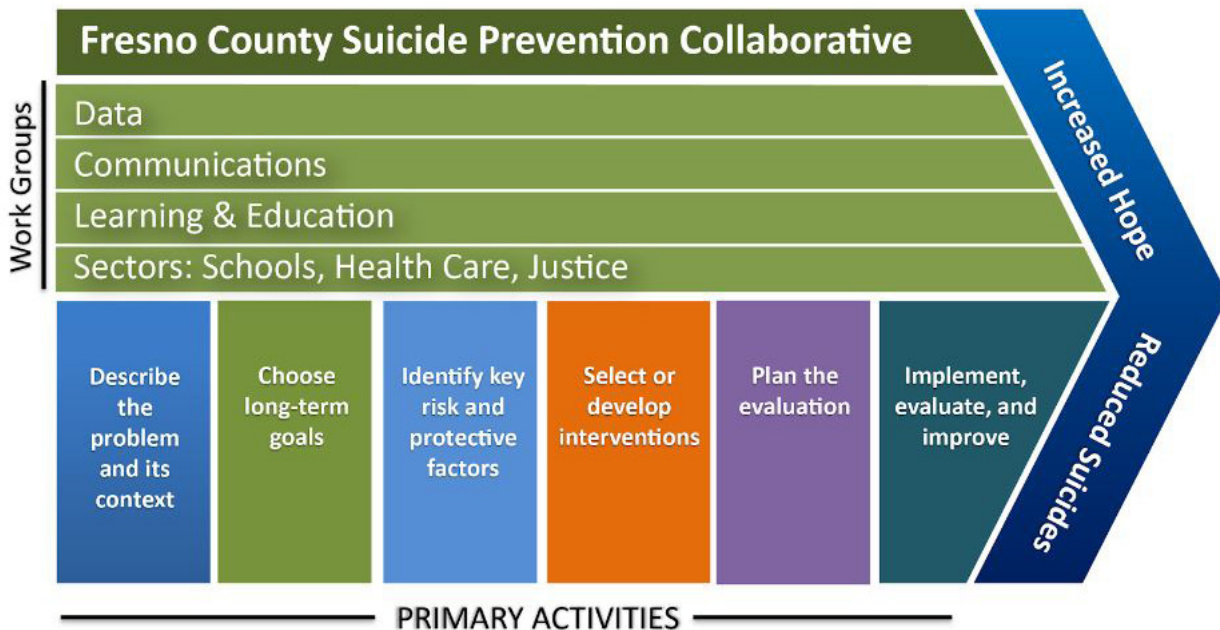 Fresno County Suicide Prevention Collaborative
Work Groups
Data
Communications
Learning & Education
Sectors: Schools, Health Care, Justice
Increased Hope
Reduced Suicides
Describe
the
problem
and its
context
Choose
long-term
goals
Identify key
risk and
protective
factors
Select or
develop
interventions
Plan the
evaluation
Implement,
evaluate, and
improve
PRIMARY ACTIVITIES